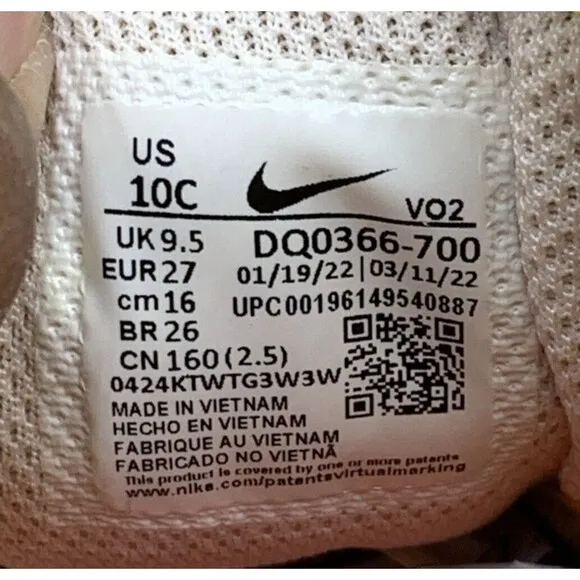 US
10C
VO2
UK 9.5
DQ0366-700
EUR 27
01/19/22 | 03/11/22
cm 16
UPC00196149540887
BR 26
CN 160 (2.5)
0424KTWTG3W3W
MADE IN VIETNAM
HECHO EN VIETNAM
FABRIQUE AU VIETNAM
FABRICADO NO VIETNÃ
This product is covered by one or more patents
www.nike.com/patentsvirtualmarking